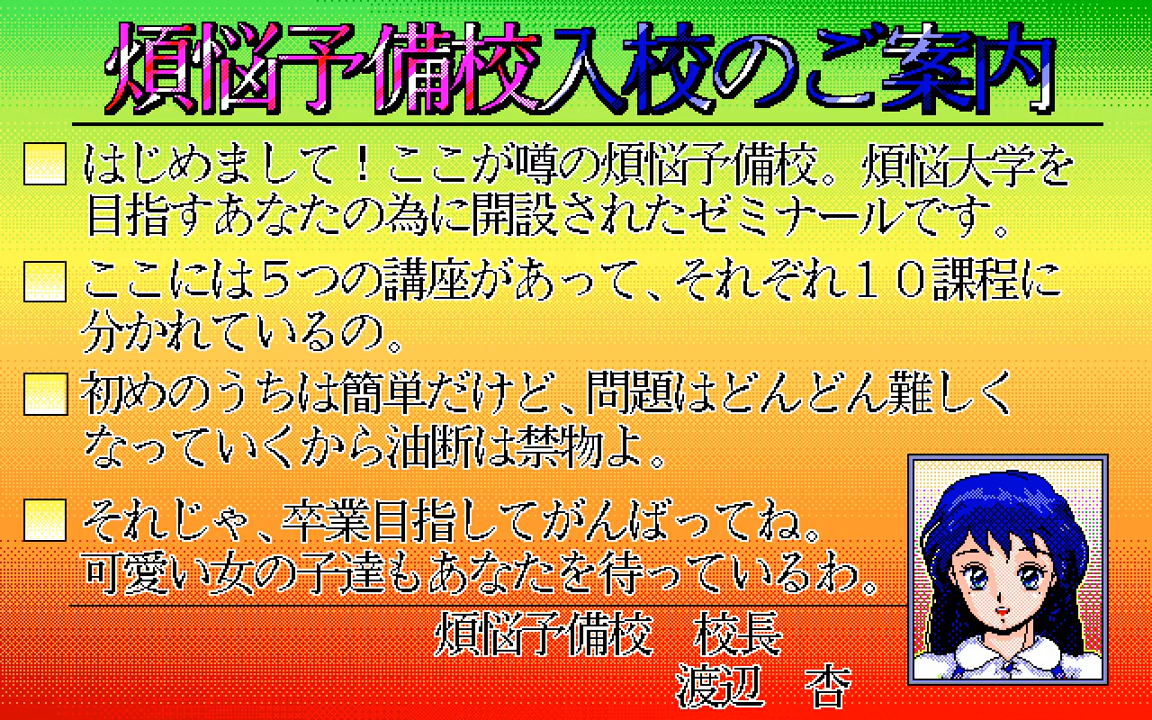 煩悩予備校入校のご案内
はじめまして！ここが噂の煩悩予備校。煩悩大学を
目指すあなたの為に開設されたゼミナールです。
ここには５つの講座があって、それぞれ１０課程に
分かれているの。
初めのうちは簡単だけど、問題はどんどん難しく
なっていくから油断は禁物よ。
それじゃ、卒業目指してがんばってね。
可愛い女の子達もあなたを待っているわ。
煩悩予備校　校長
渡辺　杏